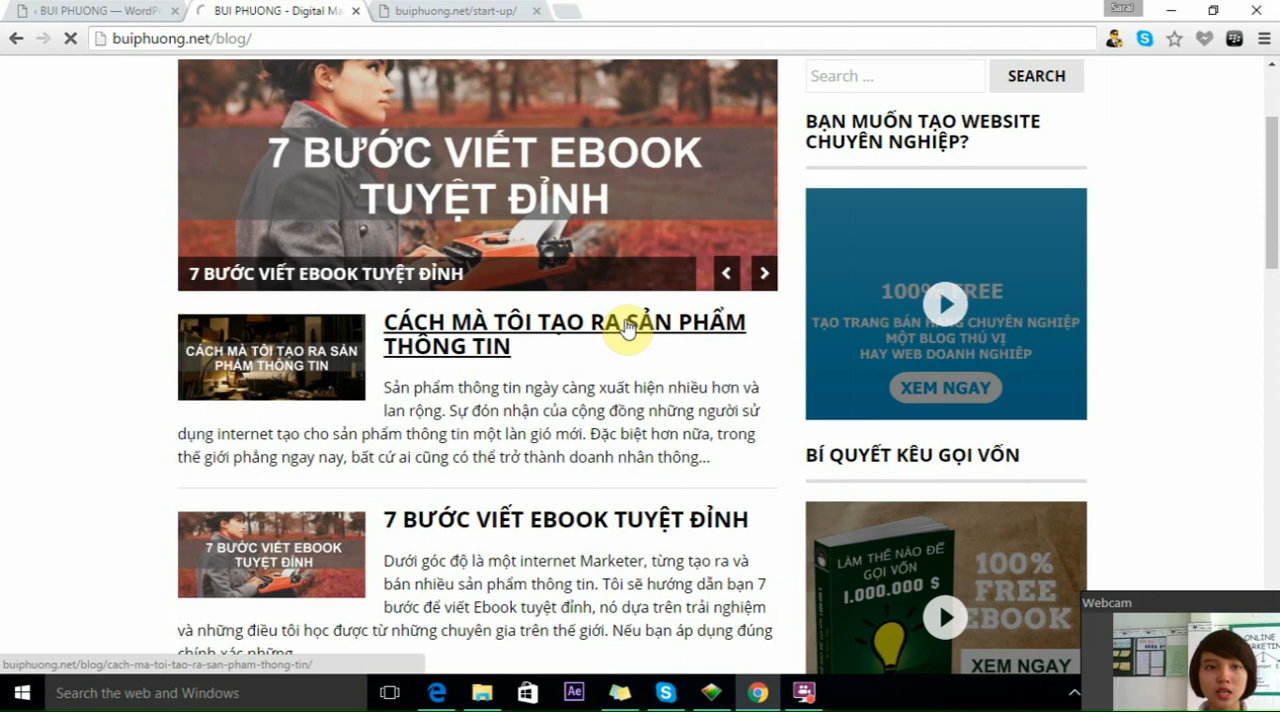 ‹ BUI PHUONG — WordP
BUI PHUONG - Digital Ma
buiphuong.net/start-up/
Saral
buiphuong.net/blog/
7 BƯỚC VIẾT EBOOK
TUYỆT ĐỈNH
7 BƯỚC VIẾT EBOOK TUYỆT ĐỈNH
CÁCH MÀ TÔI TẠO RA SẢN
PHẨM THÔNG TIN
CÁCH MÀ TÔI TẠO RA SẢN PHẨM
THÔNG TIN
Sản phẩm thông tin ngày càng xuất hiện nhiều hơn và
lan rộng. Sự đón nhận của cộng đồng những người sử
dụng internet tạo cho sản phẩm thông tin một làn gió mới. Đặc biệt hơn nữa, trong
thế giới phẳng ngay nay, bất cứ ai cũng có thể trở thành doanh nhân thông...
7 BƯỚC VIẾT EBOOK
TUYỆT ĐỈNH
7 BƯỚC VIẾT EBOOK TUYỆT ĐỈNH
Dưới góc độ là một internet Marketer, từng tạo ra và
bán nhiều sản phẩm thông tin. Tôi sẽ hướng dẫn bạn 7
bước để viết Ebook tuyệt đỉnh, nó dựa trên trải nghiệm
và những điều tôi học được từ những chuyên gia trên thế giới. Nếu bạn áp dụng đúng
chính xác những
Search ...
SEARCH
BẠN MUỐN TẠO WEBSITE
CHUYÊN NGHIỆP?
100% FREE
TẠO TRANG BÁN HÀNG CHUYÊN NGHIỆP
MỘT BLOG THÚ VỊ
HAY WEB DOANH NGHIỆP
XEM NGAY
BÍ QUYẾT KÊU GỌI VỐN
LÀM THẾ NÀO ĐỂ
GỌI VỐN
1.000.000 $
100%
FREE
EBOOK
XEM NGAY
Webcam
ONLINE
MARKETING
buiphuong.net/blog/cach-ma-toi-tao-ra-san-pham-thong-tin/
Search the web and Windows
Ae